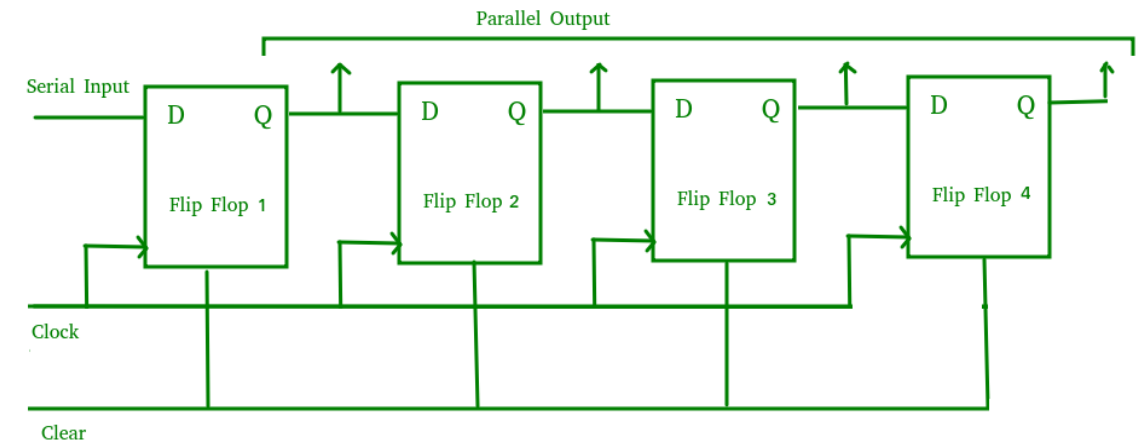 Parallel Output
Serial Input
D Q
D Q
D Q
D Q
Flip Flop 1
Flip Flop 2
Flip Flop 3
Flip Flop 4
Clock
Clear